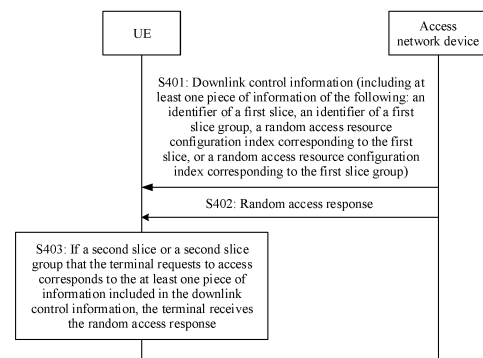 UE
Access
network device
S401: Downlink control information (including at
least one piece of information of the following: an
identifier of a first slice, an identifier of a first
slice group, a random access resource
configuration index corresponding to the first
slice, or a random access resource configuration
index corresponding to the first slice group)
S402: Random access response
S403: If a second slice or a second slice
group that the terminal requests to access
corresponds to the at least one piece of
information included in the downlink
control information, the terminal receives
the random access response